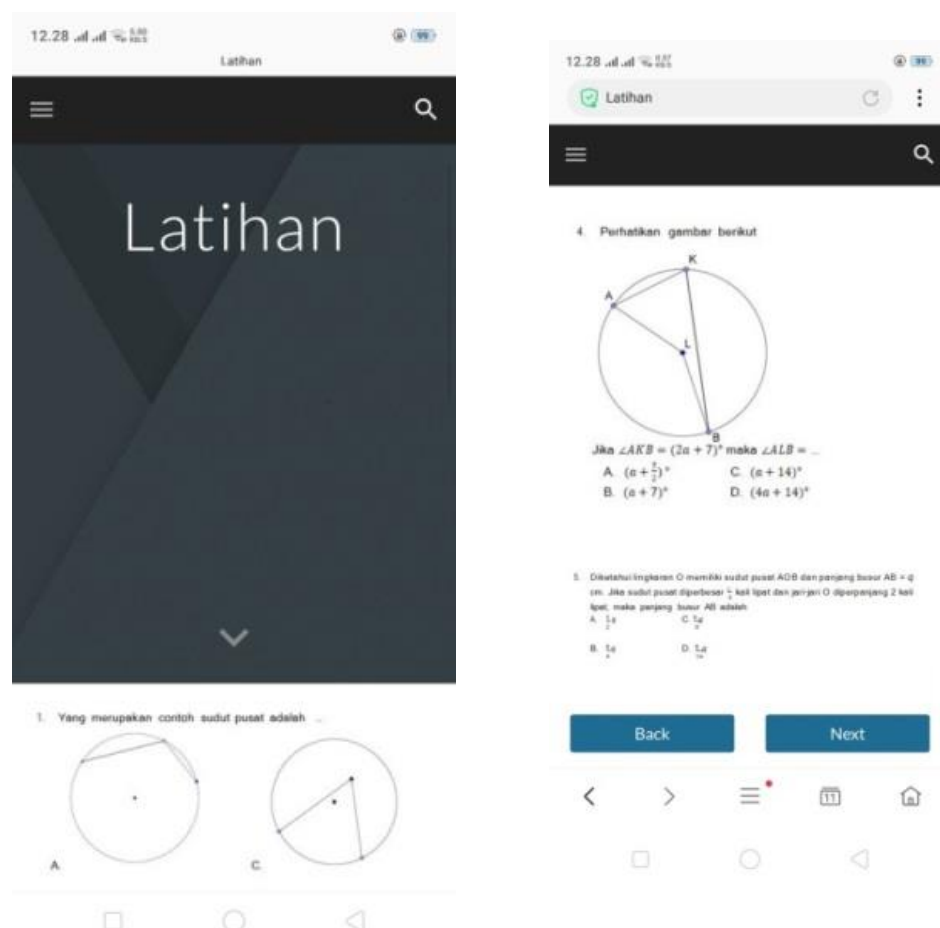 12.28
99
Latihan
Latihan
1. Yang merupakan contoh sudut pusat adalah ...
A.
C.
12.28
99
Latihan
4. Perhatikan gambar berikut
K
A
L
B
Jika ∠AKB = (2a + 7)° maka ∠ALB = ...
A. (a + 7/2)°
C. (a + 14)°
B. (a + 7)°
D. (4a + 14)°
5. Diketahui lingkaran O memiliki sudut pusat AOB dan panjang busur AB = q
cm. Jika sudut pusat diperbesar kali lipat dan jari-jari O diperpanjang 2 kali
lipat, maka panjang busur AB adalah
A.
C.
B.
D.
Back
Next
11